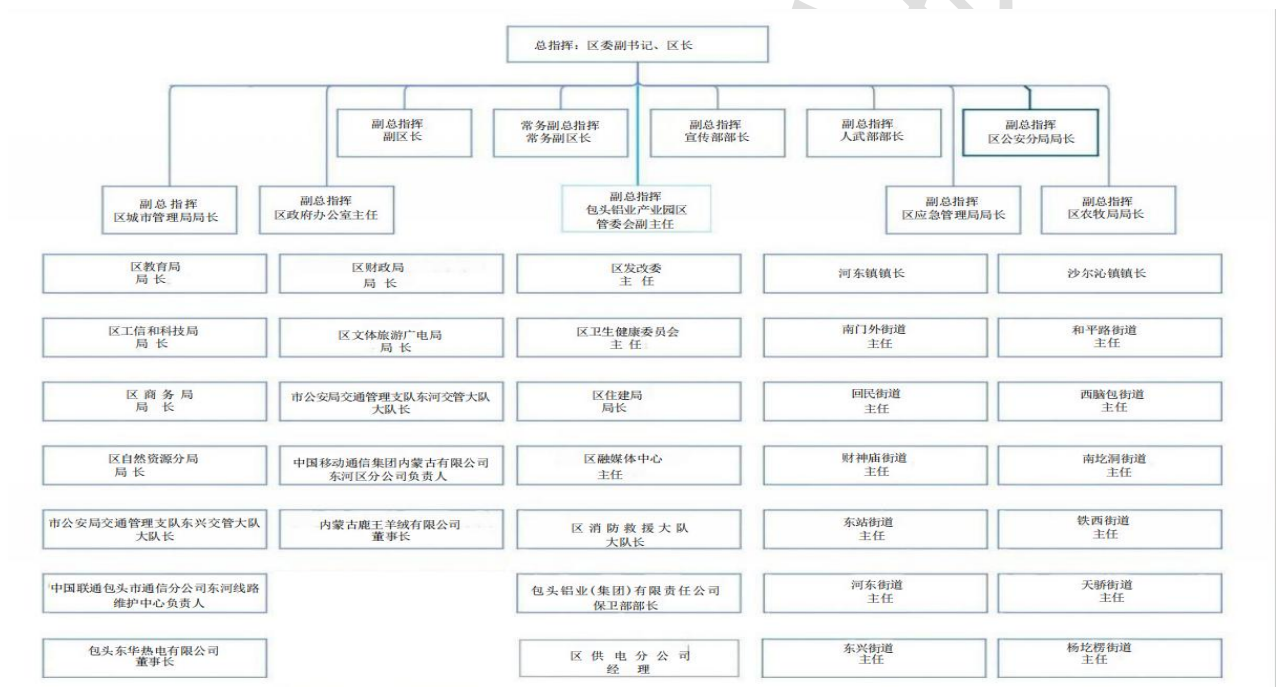 总指挥：区委副书记、区长
副总指挥
副区长
常务副总指挥
常务副区长
副总指挥
宣传部部长
副总指挥
人武部部长
副总指挥
区公安分局局长
副总指挥
区城市管理局局长
副总指挥
区政府办公室主任
副总指挥
包头铝业产业园区
管委会副主任
副总指挥
区应急管理局局长
副总指挥
区农牧局局长
区教育局
局长
区财政局
局长
区发改委
主任
河东镇镇长
沙尔沁镇镇长
区工信和科技局
局长
区文体旅游广电局
局长
区卫生健康委员会
主任
南门外街道
主任
和平路街道
主任
区商务局
局长
市公安局交通管理支队东河交管大队
大队长
区住建局
局长
回民街道
主任
西脑包街道
主任
区自然资源分局
局长
中国移动通信集团内蒙古有限公司
东河区分公司负责人
区融媒体中心
主任
财神庙街道
主任
南圪洞街道
主任
市公安局交通管理支队东兴交管大队
大队长
内蒙古鹿王羊绒有限公司
董事长
区消防救援大队
大队长
东站街道
主任
铁西街道
主任
中国联通包头市通信分公司东河线路
维护中心负责人
包头铝业(集团)有限责任公司
保卫部部长
河东街道
主任
天骄街道
主任
包头东华热电有限公司
董事长
区供电分公司
经理
东兴街道
主任
杨圪楞街道
主任